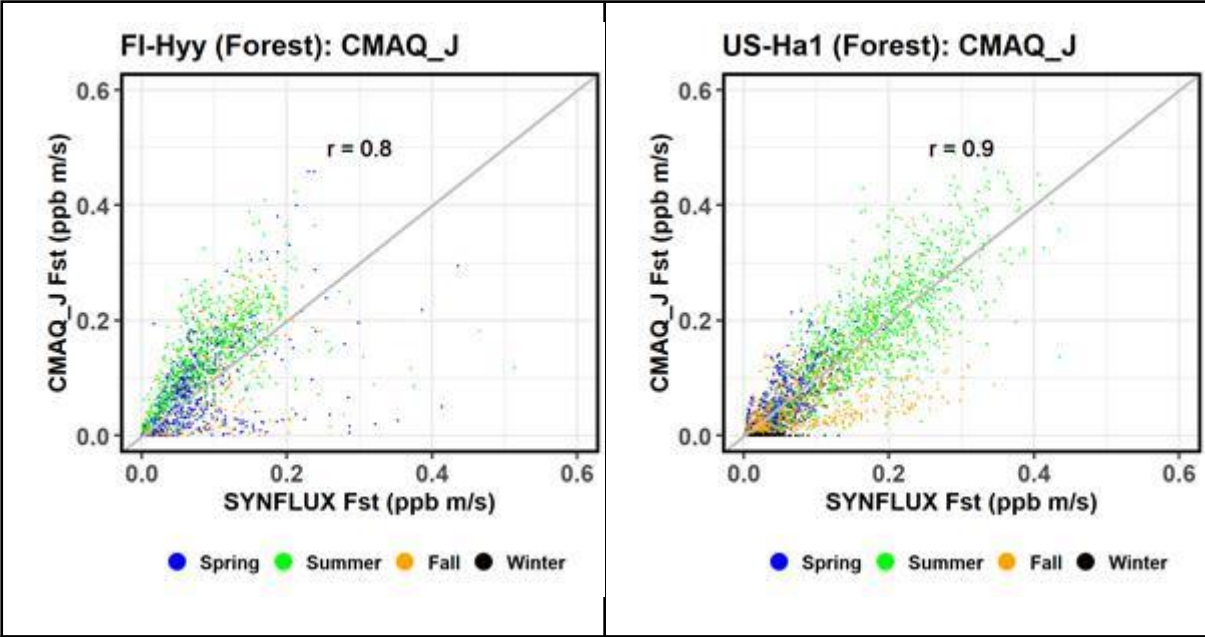 FI-Hyy (Forest): CMAQ_J
r = 0.8
CMAQ_J Fst (ppb m/s)
0.6
0.4
0.2
0.0
0.0 0.2 0.4 0.6
SYNFLUX Fst (ppb m/s)
Spring Summer Fall Winter
US-Ha1 (Forest): CMAQ_J
r = 0.9
CMAQ_J Fst (ppb m/s)
0.6
0.4
0.2
0.0
0.0 0.2 0.4 0.6
SYNFLUX Fst (ppb m/s)
Spring Summer Fall Winter